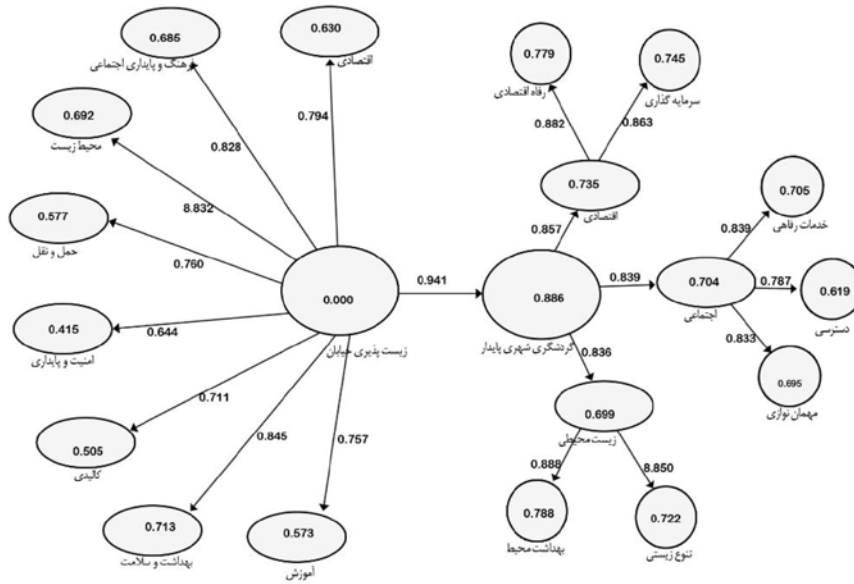 0.630
اقتصادی
0.685
فرهنگ و پایداری اجتماعی
0.794
0.828
0.692
محیط زیست
8.832
0.577
حمل و نقل
0.760
0.415
امنیت و پایداری
0.644
0.505
کالبدی
0.711
0.713
بهداشت و سلامت
0.845
0.573
آموزش
0.757
0.000
زیست پذیری خیابان
0.941
0.886
گردشگری شهری پایدار
0.857
0.735
اقتصادی
0.882
0.779
رفاه اقتصادی
0.863
0.745
سرمایه گذاری
0.839
0.704
اجتماعی
0.839
0.705
خدمات رفاهی
0.787
0.619
دسترسی
0.833
0.695
مهمان نوازی
0.836
0.699
زیست محیطی
0.888
0.788
بهداشت محیط
8.850
0.722
تنوع زیستی